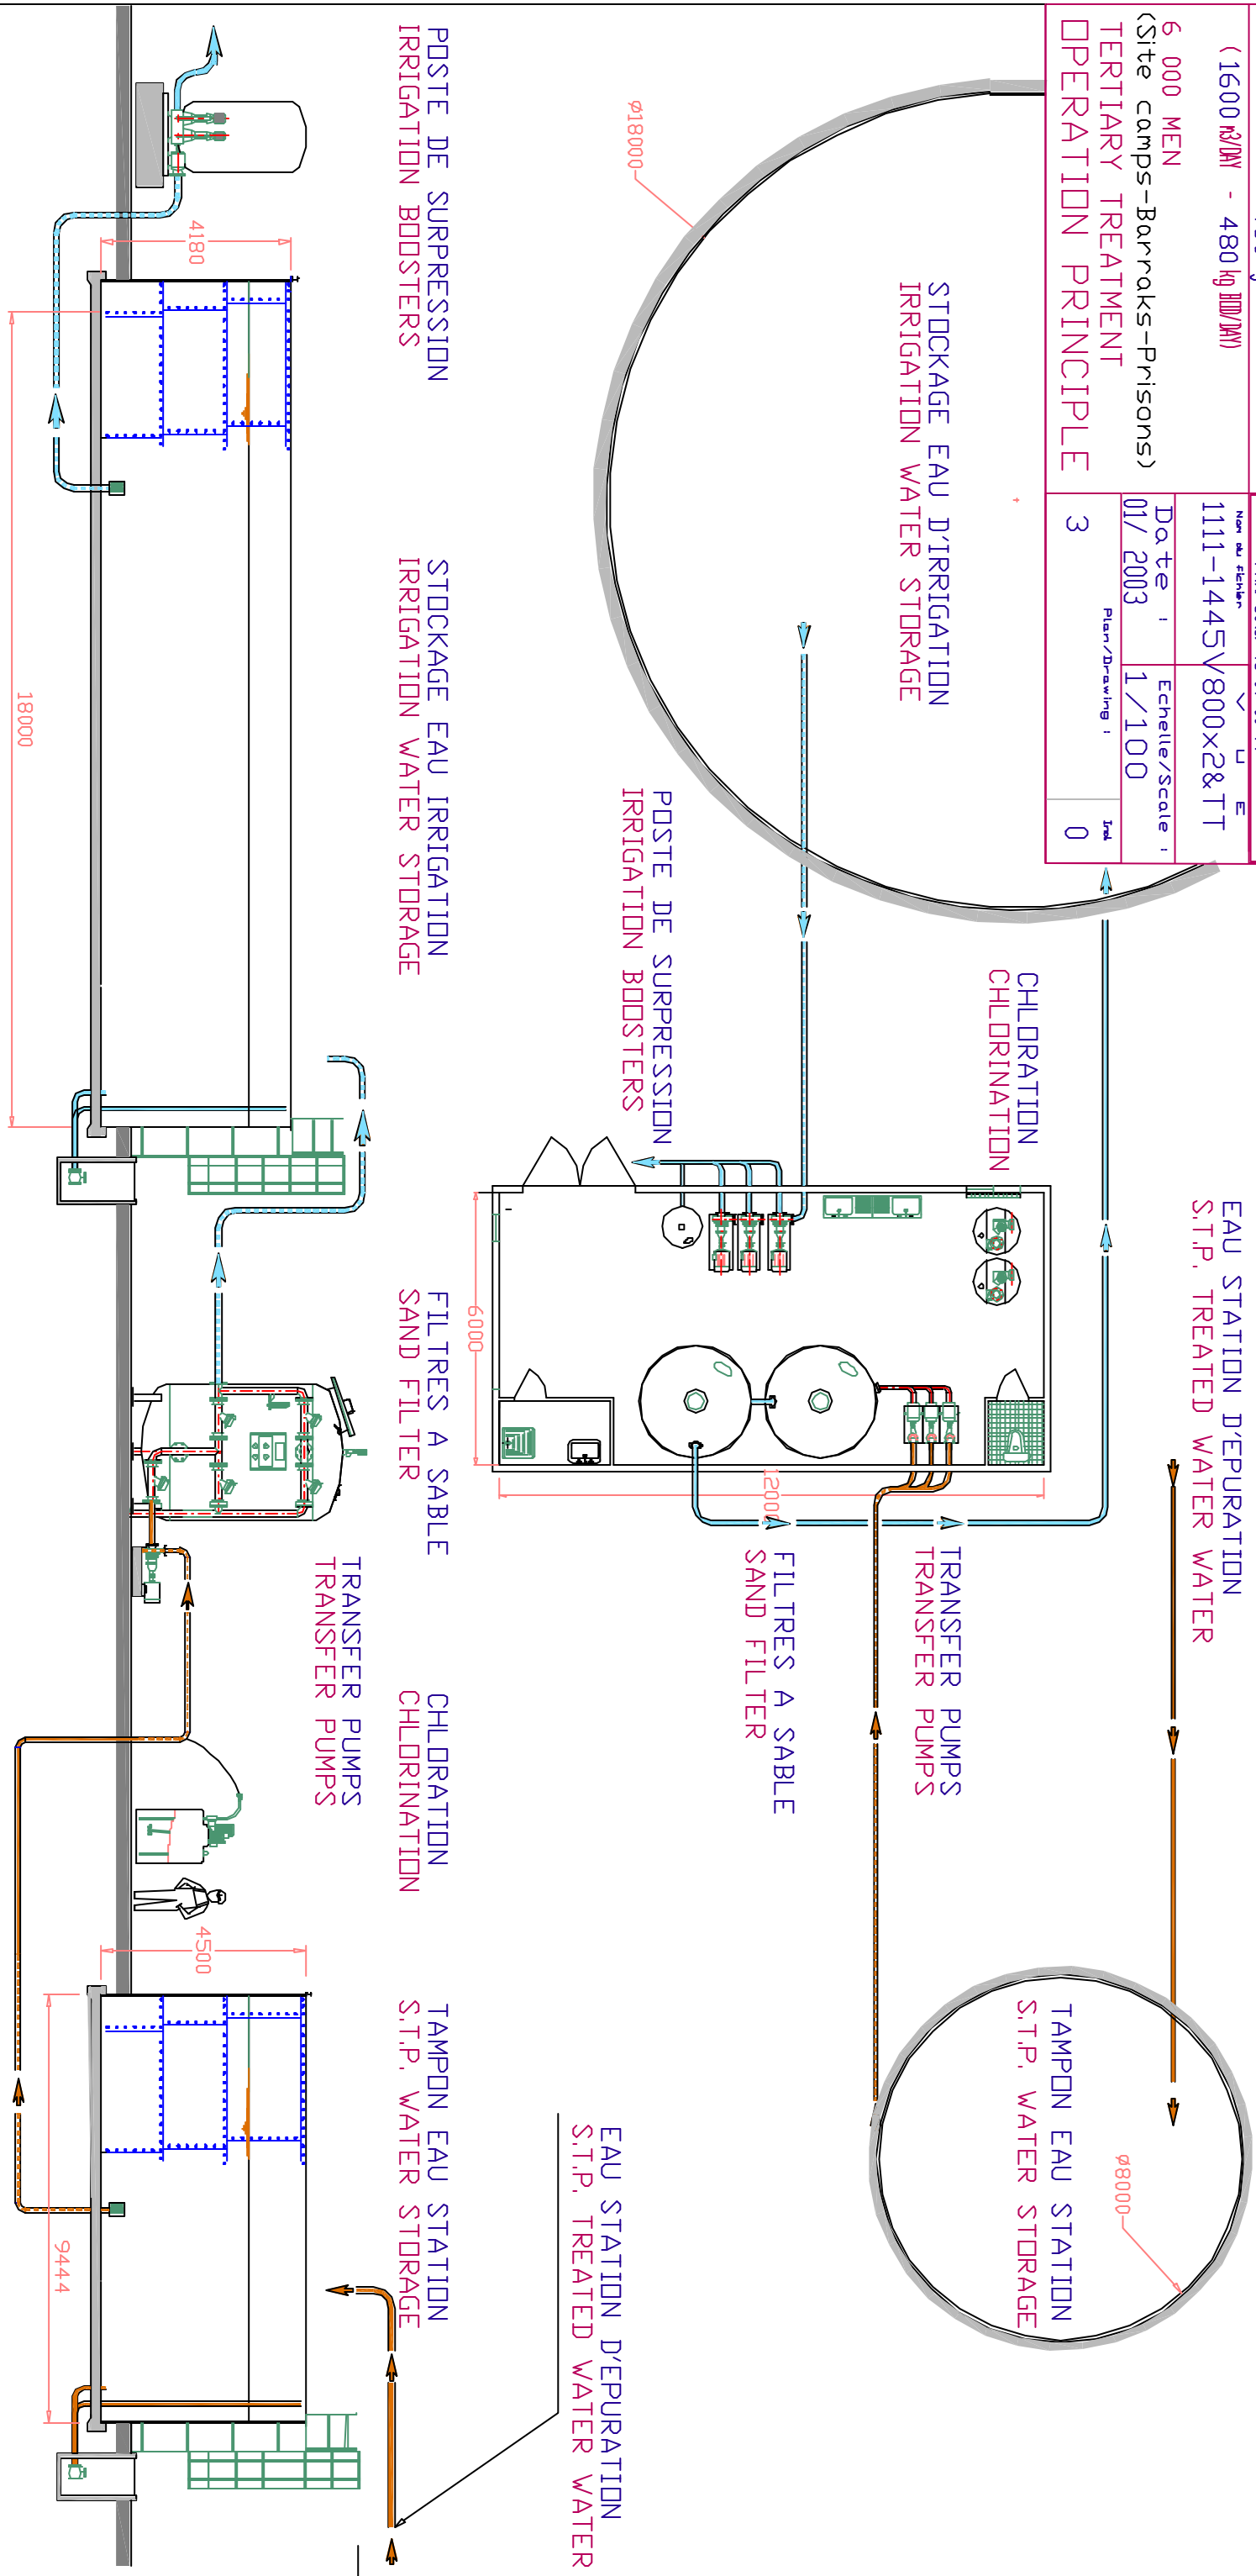 (1600 m3/DAY - 480 kg BOD/DAY)
6 000 MEN
(Site camps-Barraks-Prisons)
TERTIARY TREATMENT
OPERATION PRINCIPLE
Nom du fichier
V U E
1111-1445V800x2&TT
Date :
01/ 2003
Echelle/Scale :
1/100
Plan/Drawing :
3
Ind.
0
EAU STATION D'EPURATION
S.T.P. TREATED WATER WATER
TAMPON EAU STATION
S.T.P. WATER STORAGE
ø8000
CHLORATION
CHLORINATION
STOCKAGE EAU D'IRRIGATION
IRRIGATION WATER STORAGE
ø18000
TRANSFER PUMPS
TRANSFER PUMPS
FILTRES A SABLE
SAND FILTER
12000
6000
POSTE DE SURPRESSION
IRRIGATION BOOSTERS
EAU STATION D'EPURATION
S.T.P. TREATED WATER WATER
POSTE DE SURPRESSION
IRRIGATION BOOSTERS
STOCKAGE EAU IRRIGATION
IRRIGATION WATER STORAGE
FILTRES A SABLE
SAND FILTER
CHLORATION
CHLORINATION
TAMPON EAU STATION
S.T.P. WATER STORAGE
TRANSFER PUMPS
TRANSFER PUMPS
4180
4500
18000
9444